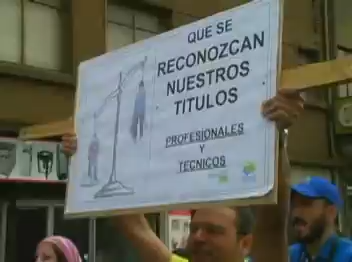 QUE SE
RECONOZCAN
NUESTROS
TITULOS
PROFESIONALES
Y
TECNICOS